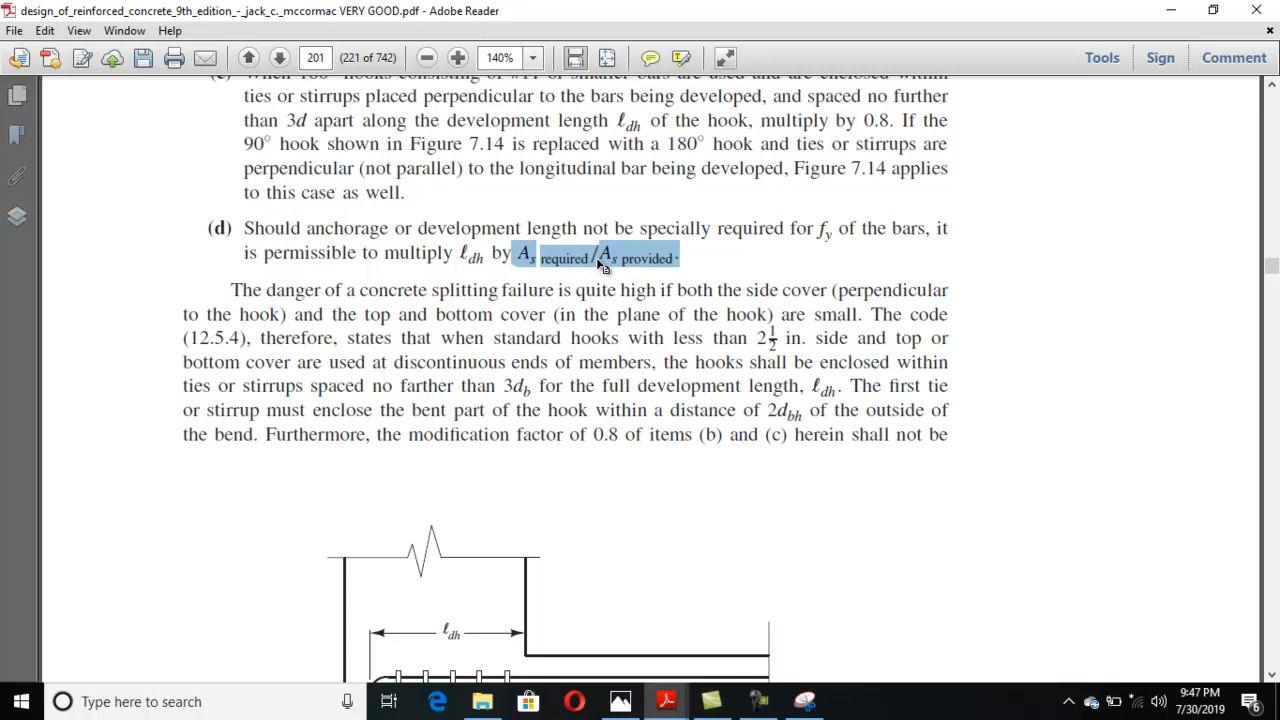 design_of_reinforced_concrete_9th_edition_-_jack_c._mccormac VERY GOOD.pdf - Adobe Reader
File Edit View Window Help
201 (221 of 742) 140% Tools Sign Comment
ties or stirrups placed perpendicular to the bars being developed, and spaced no further
than 3d apart along the development length ℓdh of the hook, multiply by 0.8. If the
90° hook shown in Figure 7.14 is replaced with a 180° hook and ties or stirrups are
perpendicular (not parallel) to the longitudinal bar being developed, Figure 7.14 applies
to this case as well.
(d) Should anchorage or development length not be specially required for fy of the bars, it
is permissible to multiply ℓdh by As required/As provided.
The danger of a concrete splitting failure is quite high if both the side cover (perpendicular
to the hook) and the top and bottom cover (in the plane of the hook) are small. The code
(12.5.4), therefore, states that when standard hooks with less than 2½ in. side and top or
bottom cover are used at discontinuous ends of members, the hooks shall be enclosed within
ties or stirrups spaced no farther than 3db for the full development length, ℓdh. The first tie
or stirrup must enclose the bent part of the hook within a distance of 2dbh of the outside of
the bend. Furthermore, the modification factor of 0.8 of items (b) and (c) herein shall not be
ℓdh
Type here to search
9:47 PM
7/30/2019
6